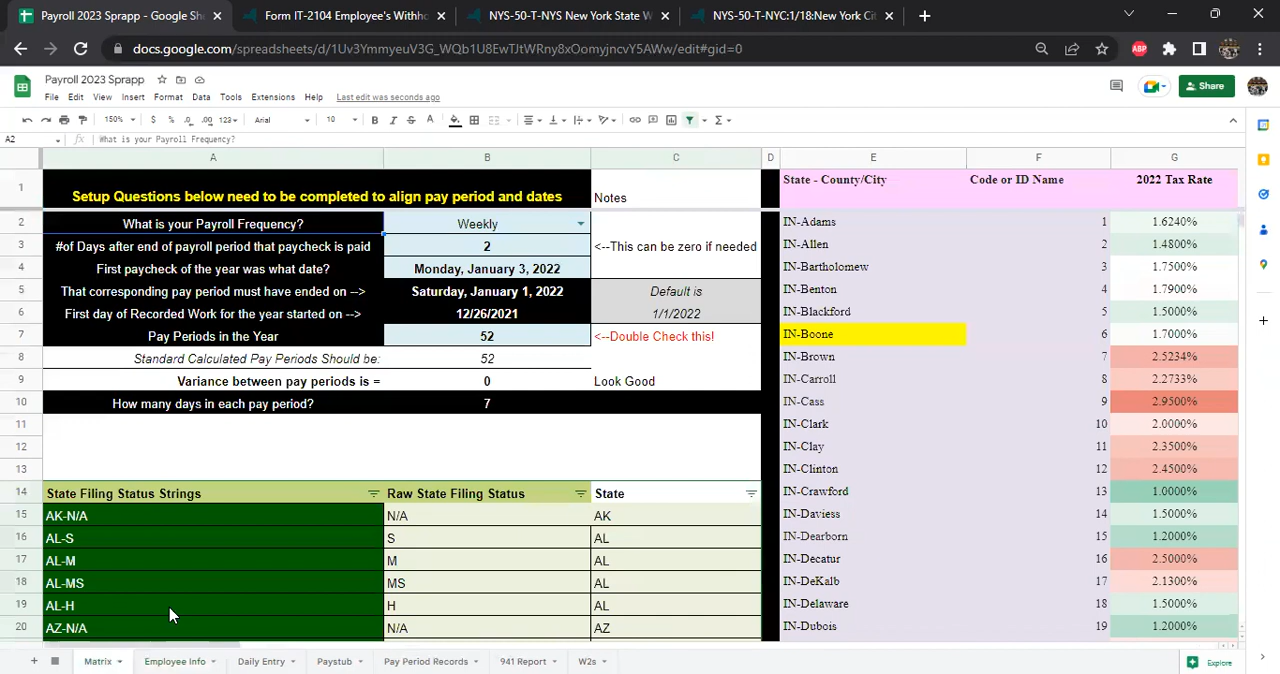 Payroll 2023 Sprapp - Google She
Form IT-2104 Employee's Withho
NYS-50-T-NYS New York State W
NYS-50-T-NYC:1/18:New York Cit
docs.google.com/spreadsheets/d/1Uv3YmmyeuV3G_WQb1U8EwTJtWRny8xOomyjncvY5AWw/edit#gid=0
ABP
Payroll 2023 Sprapp
File Edit View Insert Format Data Tools Extensions Help Last edit was seconds ago
Share
150% $ % .0 .00 123 Arial 10 B I S A
A2 fx What is your Payroll Frequency?
A B C D E F G
1 Setup Questions below need to be completed to align pay period and dates Notes State - County/City Code or ID Name 2022 Tax Rate
2 What is your Payroll Frequency? Weekly IN-Adams 1 1.6240%
3 #of Days after end of payroll period that paycheck is paid 2 <--This can be zero if needed IN-Allen 2 1.4800%
4 First paycheck of the year was what date? Monday, January 3, 2022 IN-Bartholomew 3 1.7500%
5 That corresponding pay period must have ended on --> Saturday, January 1, 2022 Default is IN-Benton 4 1.7900%
6 First day of Recorded Work for the year started on --> 12/26/2021 1/1/2022 IN-Blackford 5 1.5000%
7 Pay Periods in the Year 52 <--Double Check this! IN-Boone 6 1.7000%
8 Standard Calculated Pay Periods Should be: 52 IN-Brown 7 2.5234%
9 Variance between pay periods is = 0 Look Good IN-Carroll 8 2.2733%
10 How many days in each pay period? 7 IN-Cass 9 2.9500%
11 IN-Clark 10 2.0000%
12 IN-Clay 11 2.3500%
13 IN-Clinton 12 2.4500%
14 State Filing Status Strings Raw State Filing Status State IN-Crawford 13 1.0000%
15 AK-N/A N/A AK IN-Daviess 14 1.5000%
16 AL-S S AL IN-Dearborn 15 1.2000%
17 AL-M M AL IN-Decatur 16 2.5000%
18 AL-MS MS AL IN-DeKalb 17 2.1300%
19 AL-H H AL IN-Delaware 18 1.5000%
20 AZ-N/A N/A AZ IN-Dubois 19 1.2000%
Matrix Employee Info Daily Entry Paystub Pay Period Records 941 Report W2s Explore